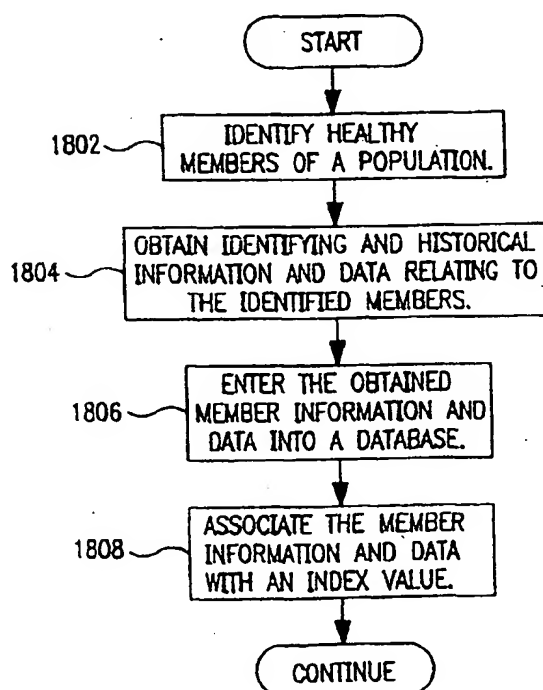 START
1802
IDENTIFY HEALTHY
MEMBERS OF A POPULATION.
1804
OBTAIN IDENTIFYING AND HISTORICAL
INFORMATION AND DATA RELATING TO
THE IDENTIFIED MEMBERS.
1806
ENTER THE OBTAINED
MEMBER INFORMATION AND
DATA INTO A DATABASE.
1808
ASSOCIATE THE MEMBER
INFORMATION AND DATA
WITH AN INDEX VALUE.
CONTINUE